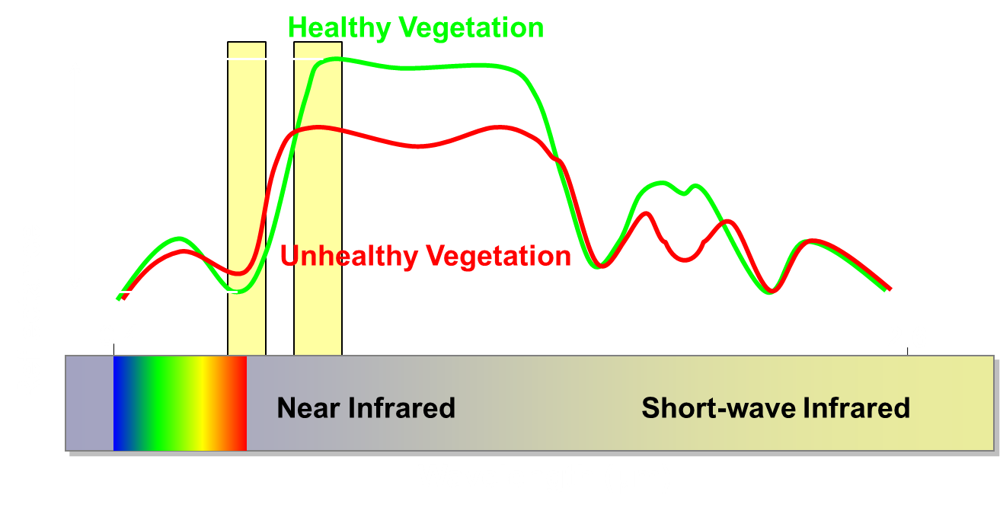 Healthy Vegetation
Unhealthy Vegetation
Near Infrared
Short-wave Infrared